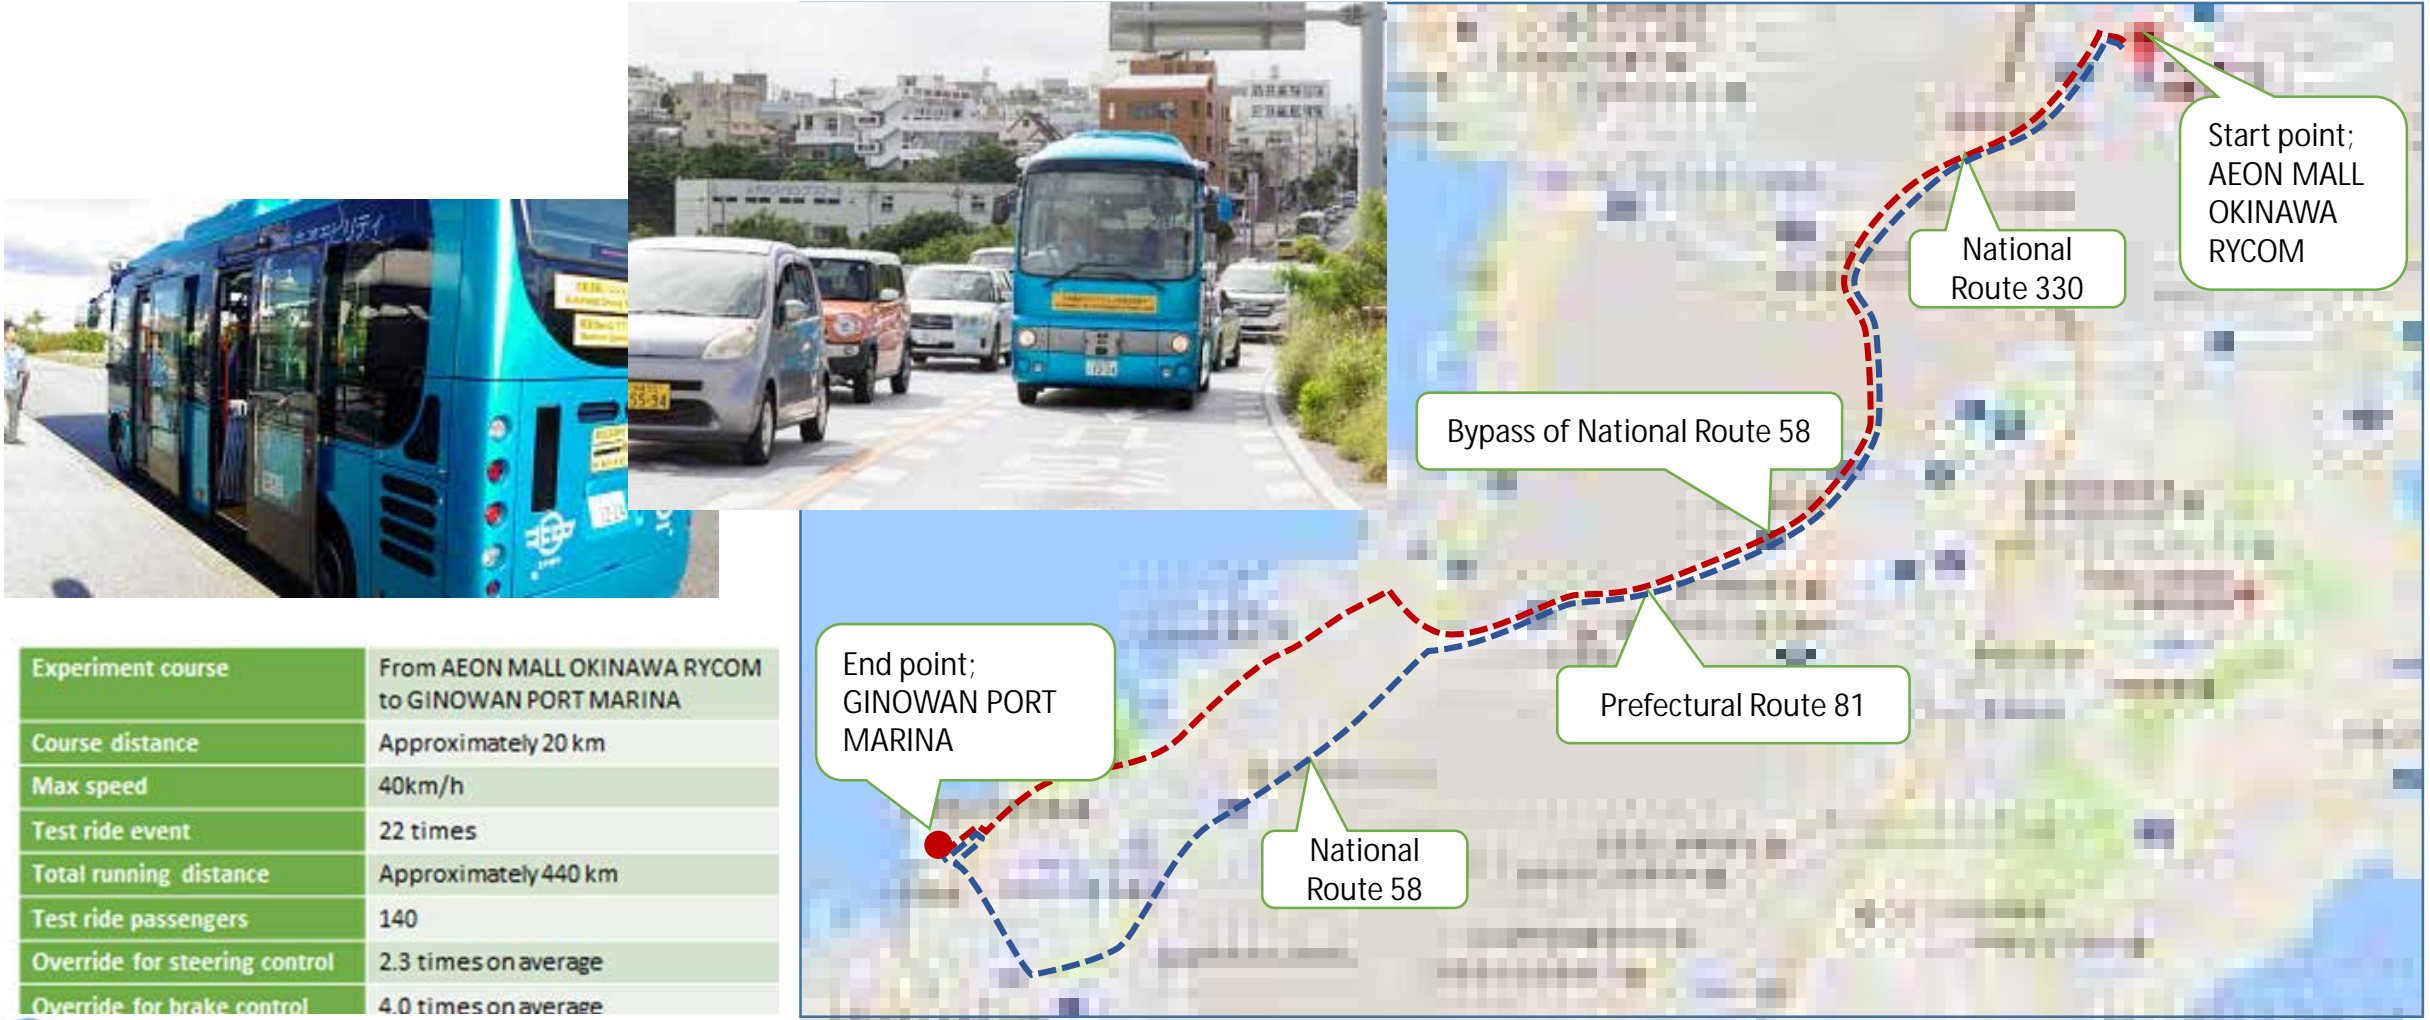 55-94
Start point;
AEON MALL
OKINAWA
RYCOM
National
Route 330
Bypass of National Route 58
Prefectural Route 81
End point;
GINOWAN PORT
MARINA
National
Route 58
Experiment course From AEON MALL OKINAWA RYCOM
to GINOWAN PORT MARINA
Course distance Approximately 20 km
Max speed 40km/h
Test ride event 22 times
Total running distance Approximately 440 km
Test ride passengers 140
Override for steering control 2.3 times on average
Override for brake control 4.0 times on average